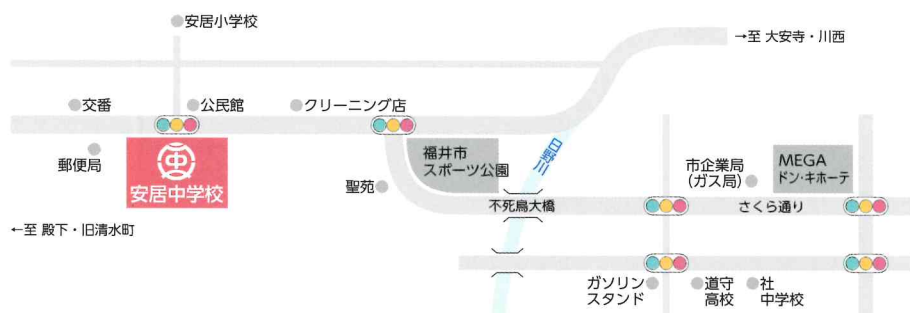 安居小学校
→至 大安寺・川西
交番
公民館
クリーニング店
郵便局
安居中学校
聖苑
福井市
スポーツ公園
日野川
不死鳥大橋
市企業局
(ガス局)
MEGA
ドン・キホーテ
さくら通り
←至 殿下・旧清水町
ガソリン
スタンド
道守
高校
社
中学校